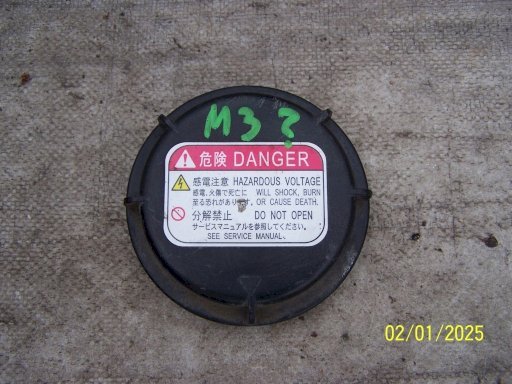 M3?
危険 DANGER
感電注意 HAZARDOUS VOLTAGE
感電、火傷で死亡に WILL SHOCK, BURN
至る恐れがあります。 OR CAUSE DEATH.
分解禁止 DO NOT OPEN
サービスマニュアルを参照してください。
SEE SERVICE MANUAL.
02/01/2025